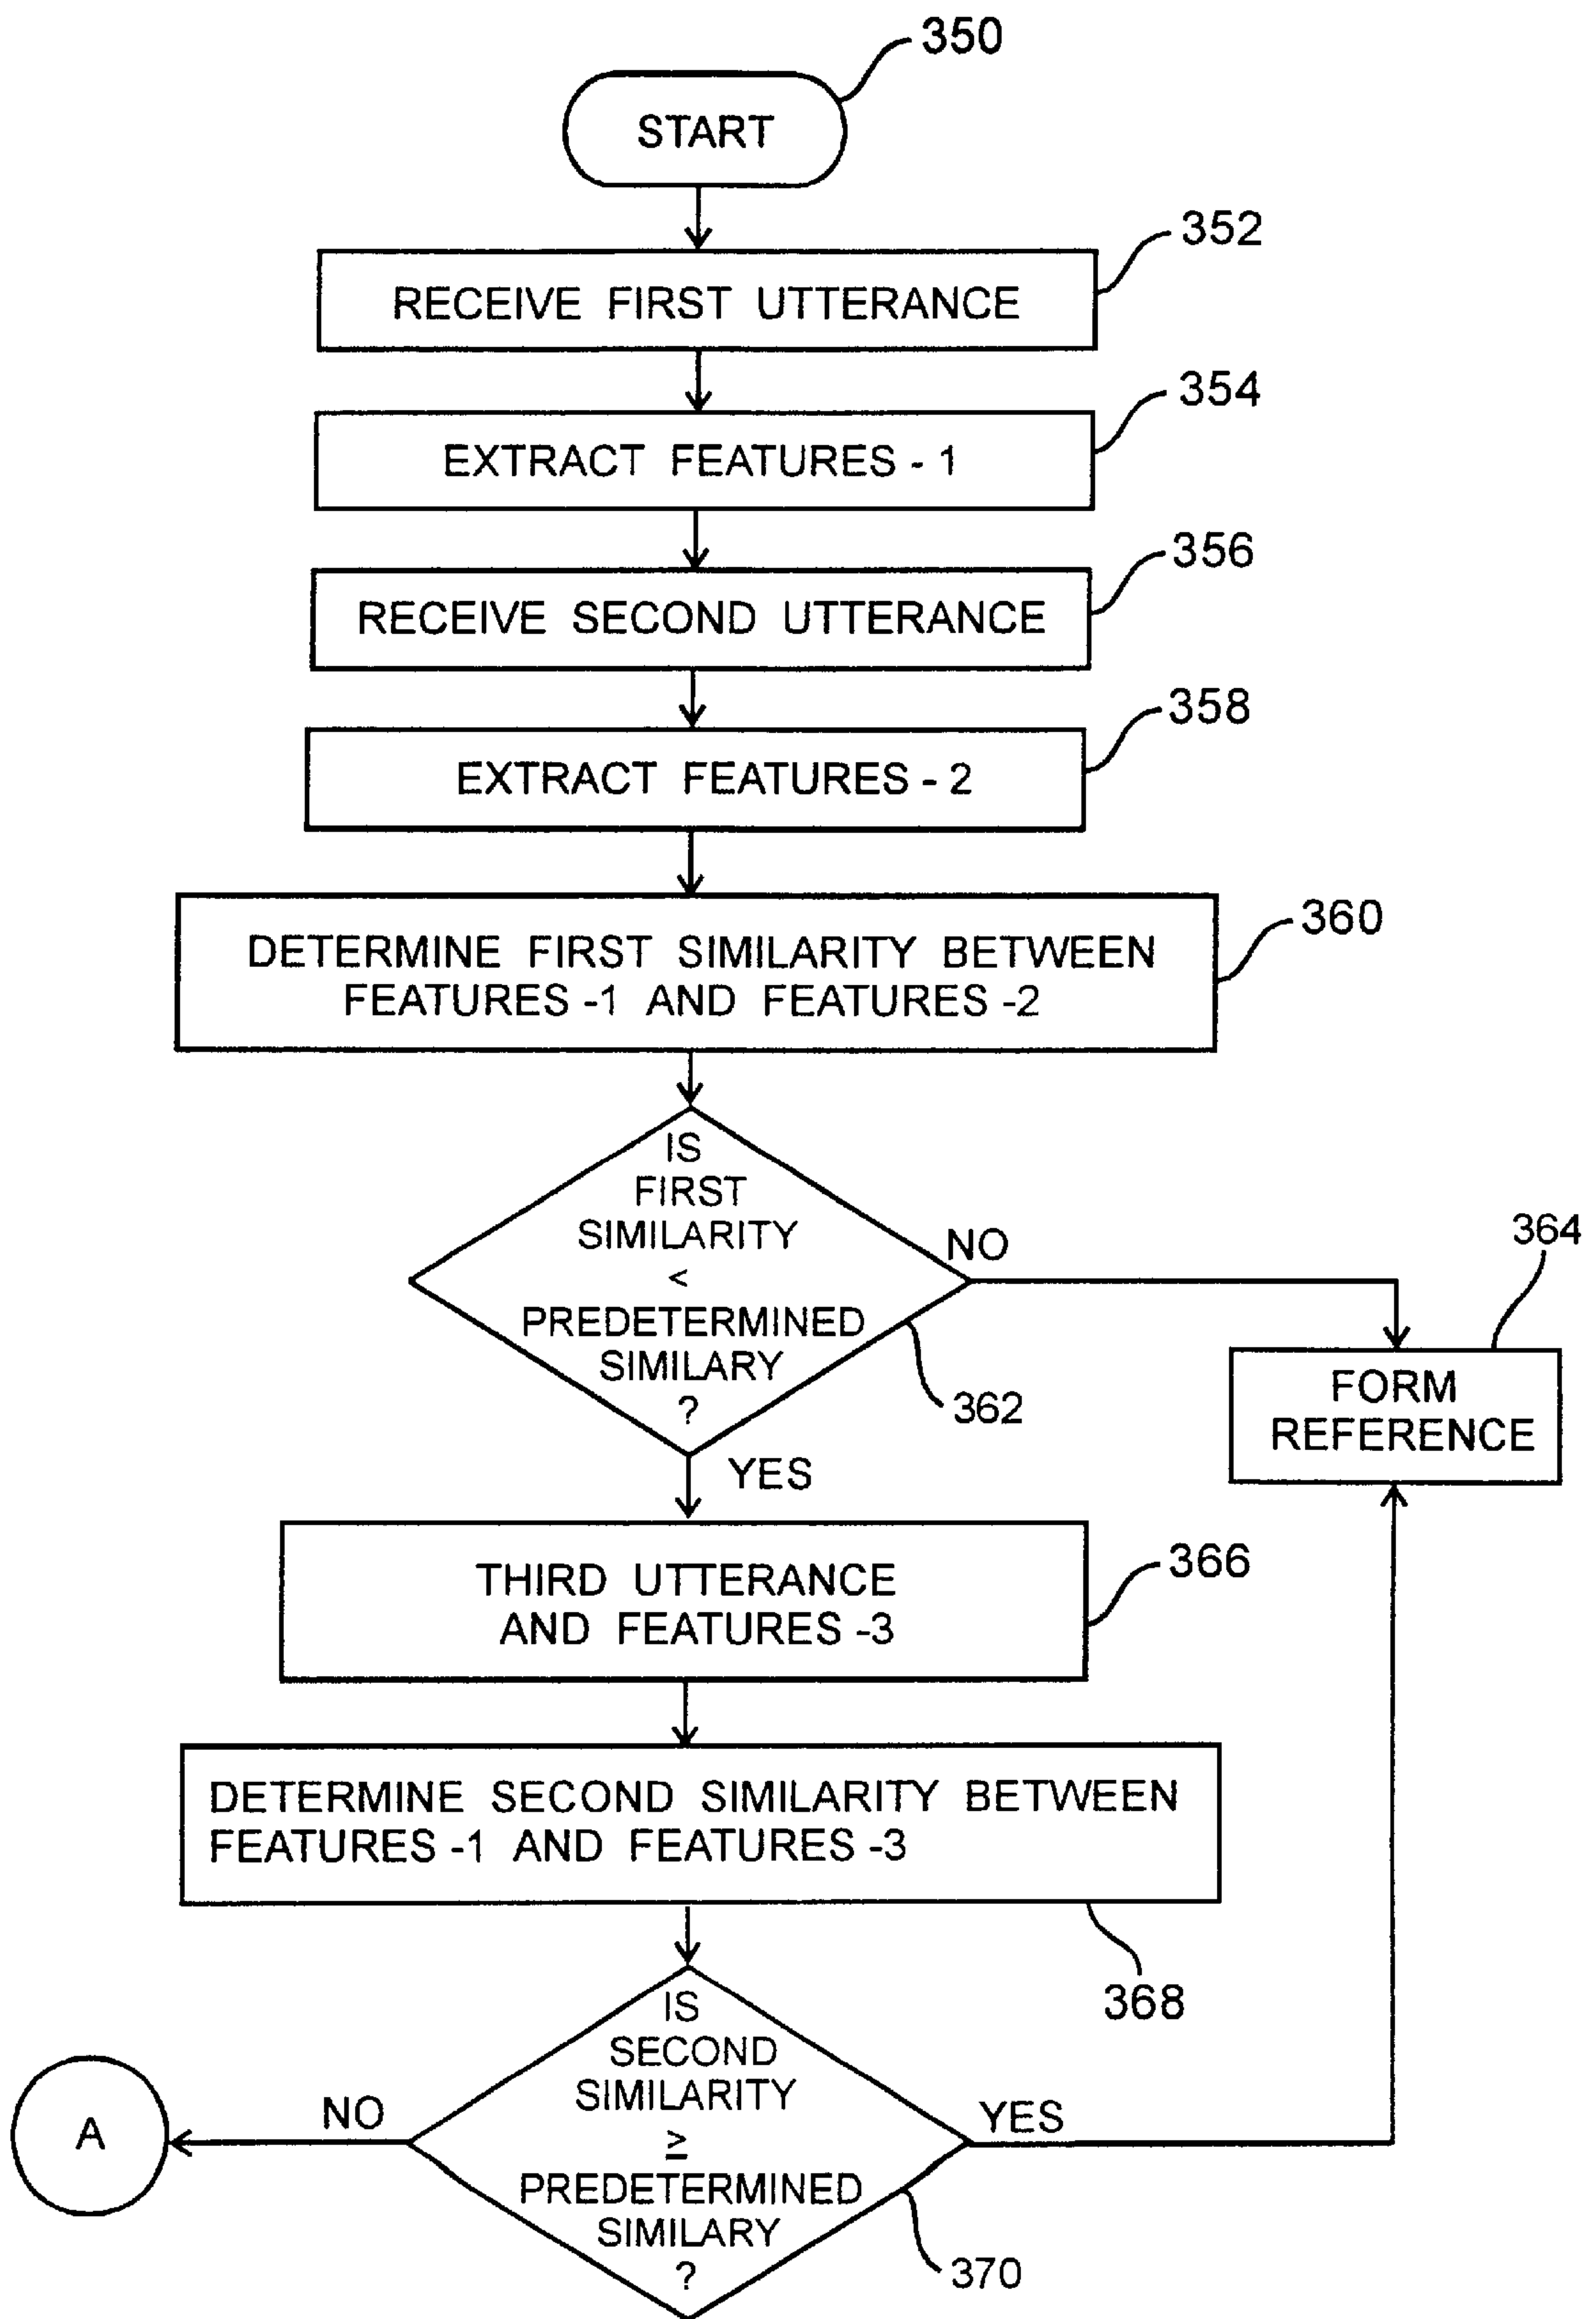 350
START
352
RECEIVE FIRST UTTERANCE
354
EXTRACT FEATURES - 1
356
RECEIVE SECOND UTTERANCE
358
EXTRACT FEATURES - 2
360
DETERMINE FIRST SIMILARITY BETWEEN
FEATURES -1 AND FEATURES -2
IS
FIRST
SIMILARITY
<
PREDETERMINED
SIMILARY
?
NO
362
364
FORM
REFERENCE
YES
366
THIRD UTTERANCE
AND FEATURES -3
DETERMINE SECOND SIMILARITY BETWEEN
FEATURES -1 AND FEATURES -3
368
IS
SECOND
SIMILARITY
≥
PREDETERMINED
SIMILARY
?
NO
YES
A
370